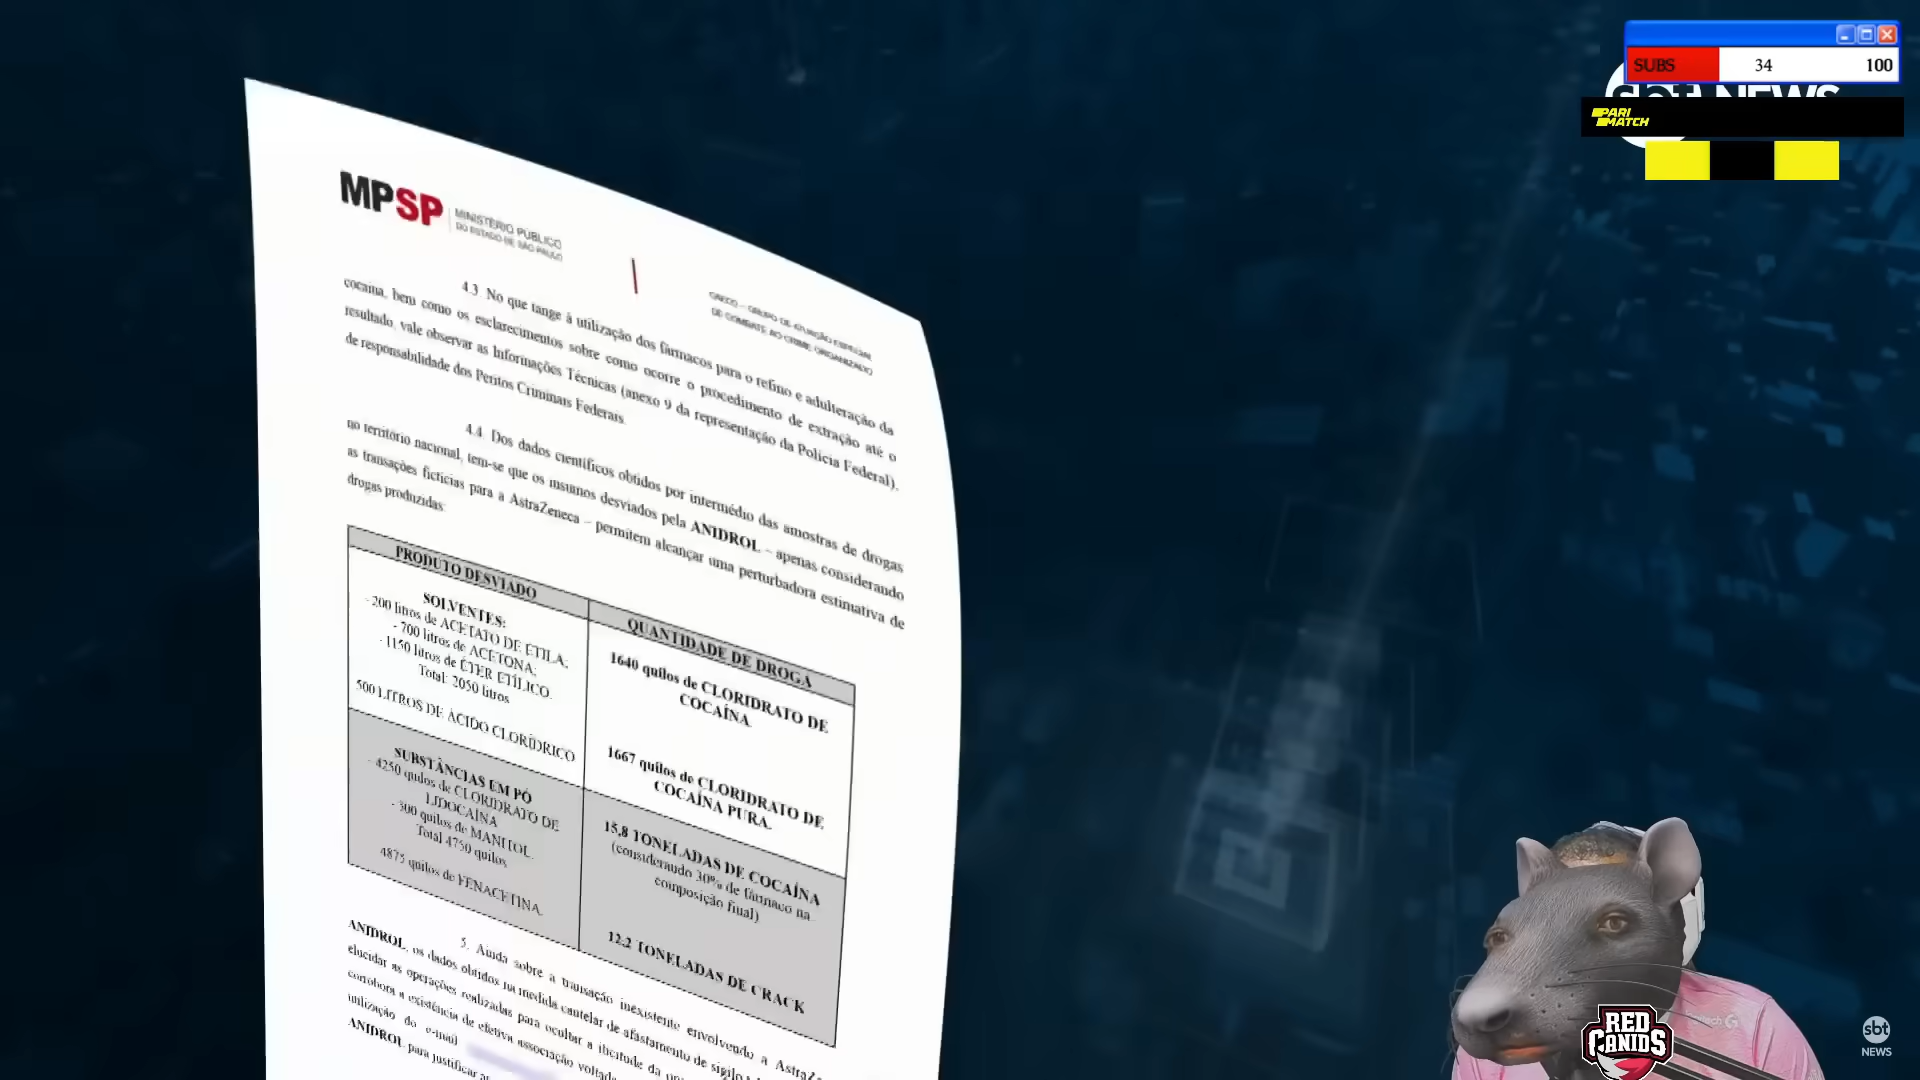 SUBS 34 100
sbt NEWS
PARI
MATCH
MPSP
MINISTÉRIO PÚBLICO
DO ESTADO DE SÃO PAULO
GAECO – GRUPO DE ATUAÇÃO ESPECIAL
DE COMBATE AO CRIME ORGANIZADO
4.3. No que tange à utilização dos fármacos para o refino e adulteração da
cocaína, bem como os esclarecimentos sobre como ocorre o procedimento de extração até o
resultado, vale observar as Informações Técnicas (anexo 9 da representação da Polícia Federal),
de responsabilidade dos Peritos Criminais Federais.
4.4. Dos dados científicos obtidos por intermédio das amostras de drogas
no território nacional, tem-se que os insumos desviados pela ANIDROL – apenas considerando
as transações fictícias para a AstraZeneca – permitem alcançar uma perturbadora estimativa de
drogas produzidas:
PRODUTO DESVIADO
QUANTIDADE DE DROGA
SOLVENTES:
- 200 litros de ACETATO DE ETILA;
- 700 litros de ACETONA;
- 1150 litros de ÉTER ETÍLICO.
Total: 2050 litros
500 LITROS DE ÁCIDO CLORÍDRICO
1640 quilos de CLORIDRATO DE
COCAÍNA.
1667 quilos de CLORIDRATO DE
COCAÍNA PURA.
SUBSTÂNCIAS EM PÓ
- 4250 quilos de CLORIDRATO DE
LIDOCAÍNA
- 500 quilos de MANITOL.
Total 4750 quilos
4875 quilos de FENACETINA.
15,8 TONELADAS DE COCAÍNA
(considerando 30% de fármaco na
composição final)
12,2 TONELADAS DE CRACK
5. Ainda sobre a transação inexistente envolvendo a AstraZ
ANIDROL, os dados obtidos na medida cautelar de afastamento de sigilo
elucidar as operações realizadas para ocultar a ilicitude da
corrobora a existência de efetiva associação voltada
utilização do e-mail
ANIDROL para justificar
RED
CANIDS
sbt
NEWS